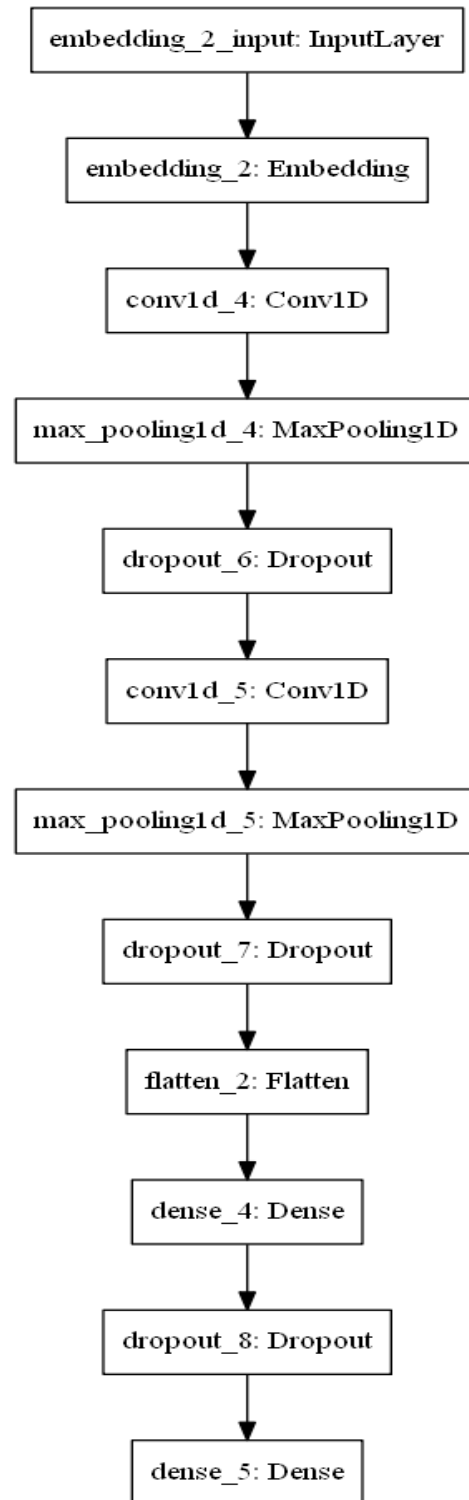 embedding_2_input: InputLayer
embedding_2: Embedding
conv1d_4: Conv1D
max_pooling1d_4: MaxPooling1D
dropout_6: Dropout
conv1d_5: Conv1D
max_pooling1d_5: MaxPooling1D
dropout_7: Dropout
flatten_2: Flatten
dense_4: Dense
dropout_8: Dropout
dense_5: Dense